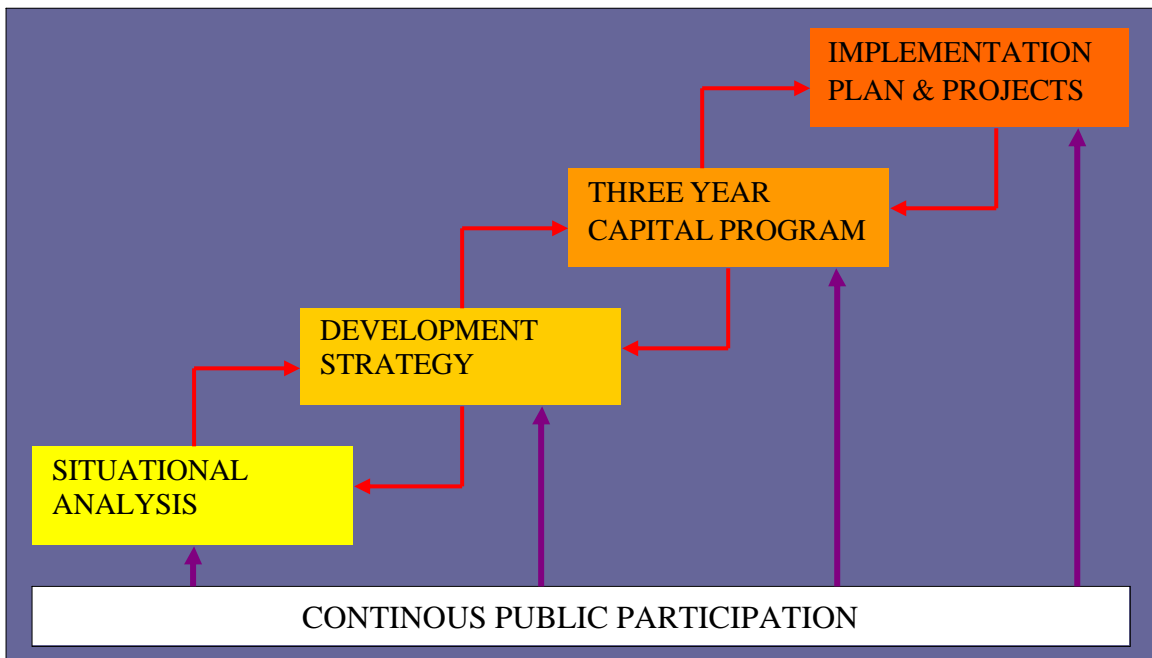 IMPLEMENTATION
PLAN & PROJECTS
THREE YEAR
CAPITAL PROGRAM
DEVELOPMENT
STRATEGY
SITUATIONAL
ANALYSIS
CONTINOUS PUBLIC PARTICIPATION